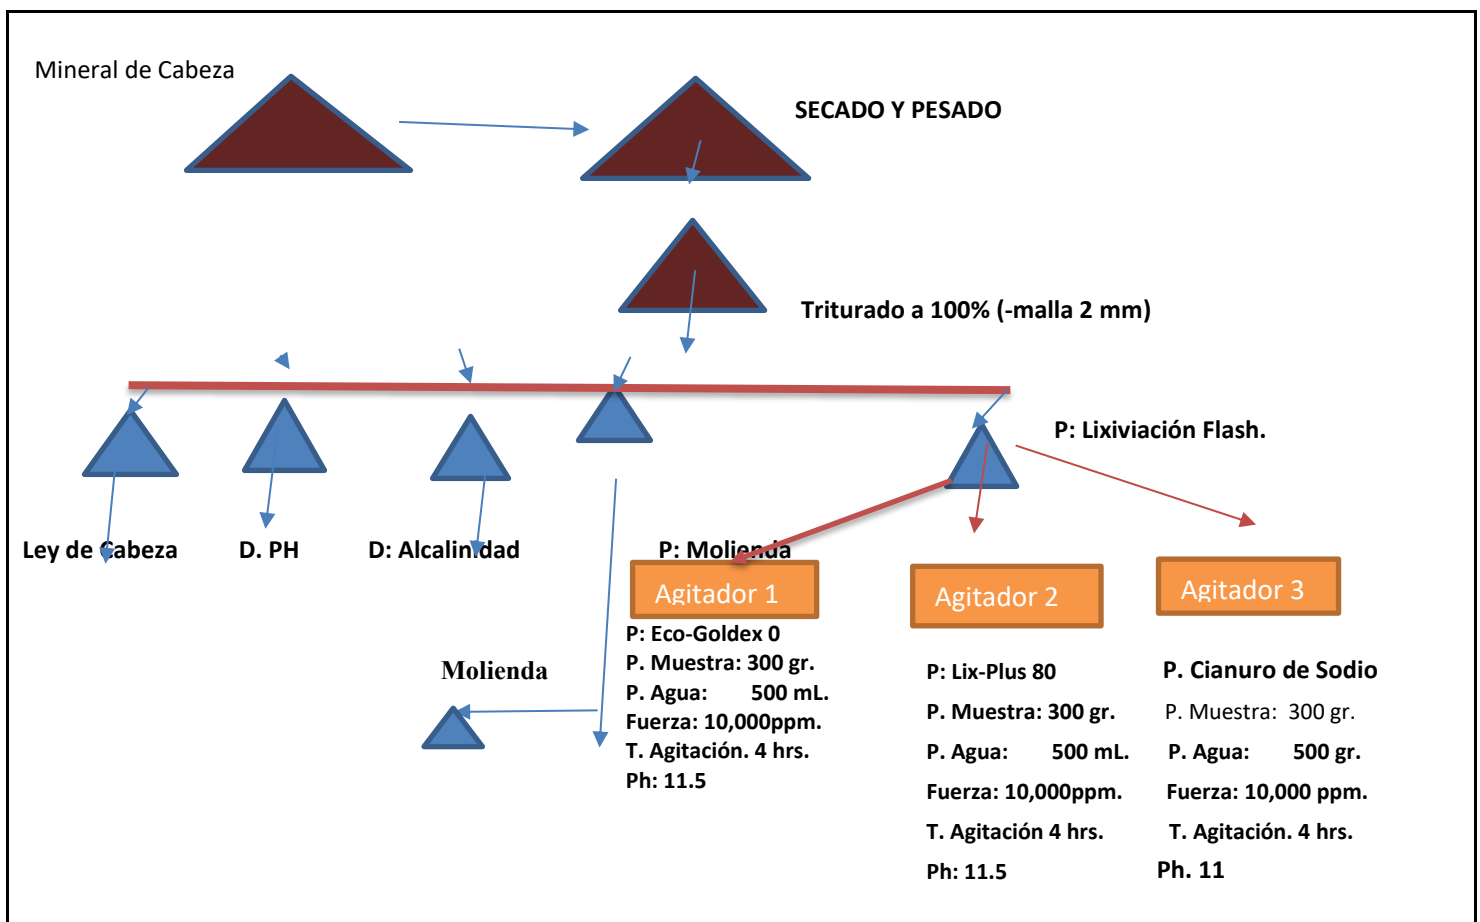 Mineral de Cabeza
SECADO Y PESADO
Triturado a 100% (-malla 2 mm)
P: Lixiviación Flash.
Ley de Cabeza
D. PH
D: Alcalinidad
P: Molienda
Agitador 1
Agitador 2
Agitador 3
Molienda
P: Eco-Goldex 0
P. Muestra: 300 gr.
P. Agua: 500 mL.
Fuerza: 10,000ppm.
T. Agitación. 4 hrs.
Ph: 11.5
P: Lix-Plus 80
P. Muestra: 300 gr.
P. Agua: 500 mL.
Fuerza: 10,000ppm.
T. Agitación 4 hrs.
Ph: 11.5
P. Cianuro de Sodio
P. Muestra: 300 gr.
P. Agua: 500 gr.
Fuerza: 10,000 ppm.
T. Agitación. 4 hrs.
Ph. 11